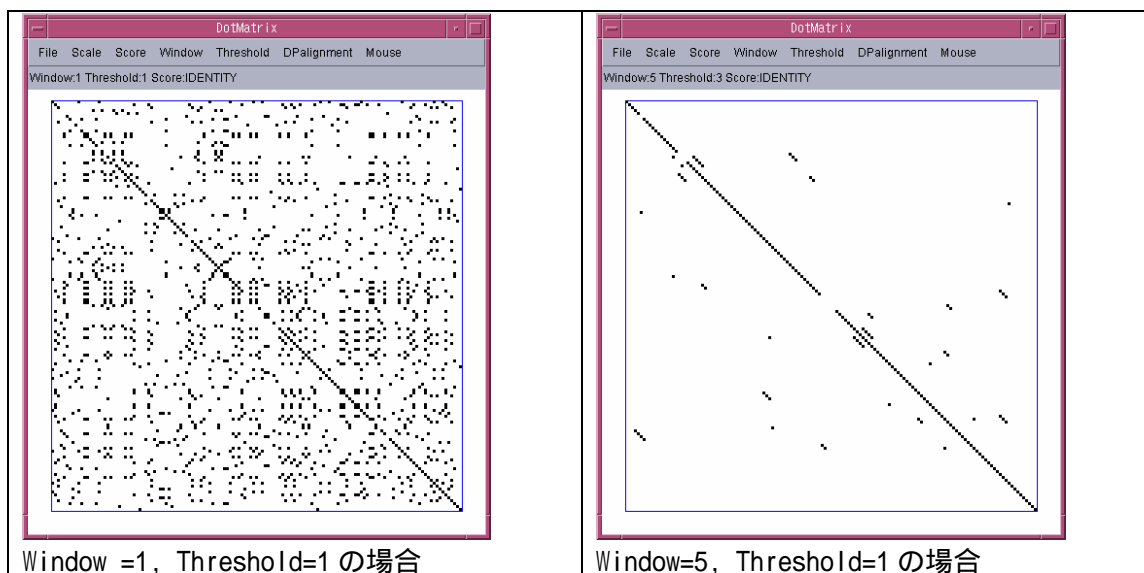 DotMatrix
File Scale Score Window Threshold DPalignment Mouse
Window:1 Threshold:1 Score:IDENTITY
Window =1, Threshold=1 の場合
DotMatrix
File Scale Score Window Threshold DPalignment Mouse
Window:5 Threshold:3 Score:IDENTITY
Window=5, Threshold=1 の場合